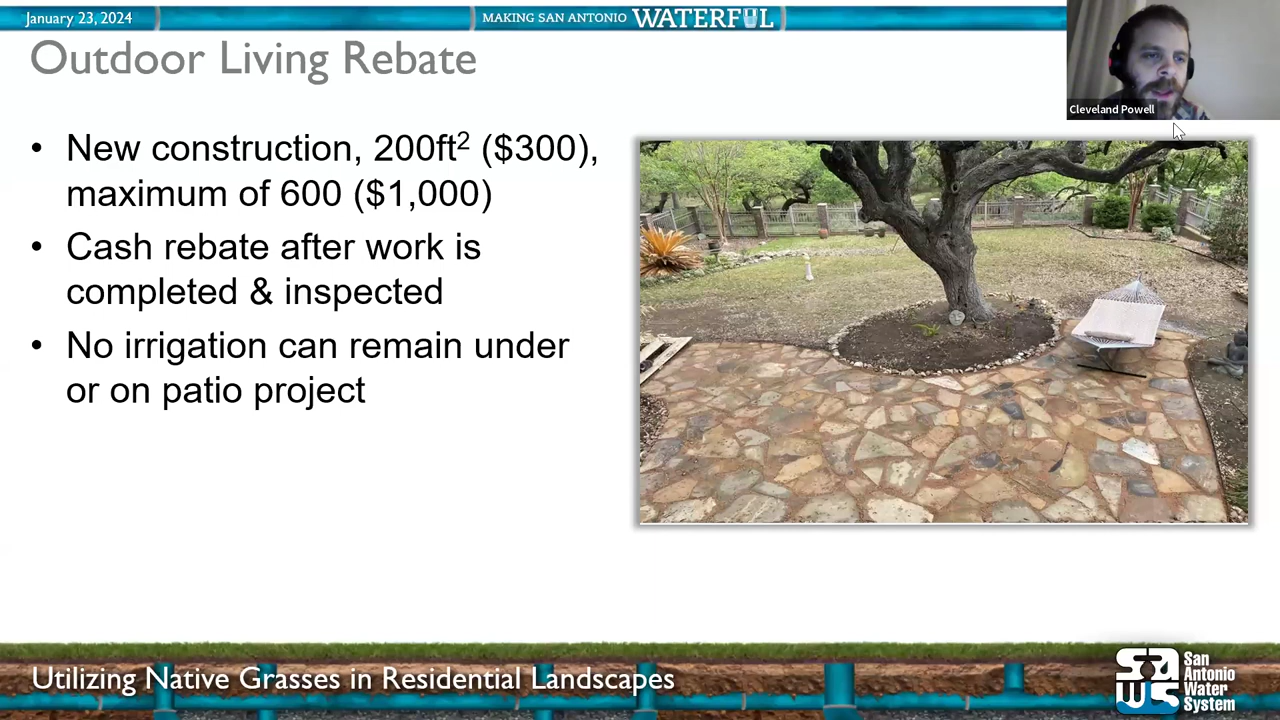 January 23, 2024
MAKING SAN ANTONIO WATERFUL
Cleveland Powell
Outdoor Living Rebate
• New construction, 200ft² ($300),
maximum of 600 ($1,000)
• Cash rebate after work is
completed & inspected
• No irrigation can remain under
or on patio project
Utilizing Native Grasses in Residential Landscapes
SAWS
San
Antonio
Water
System